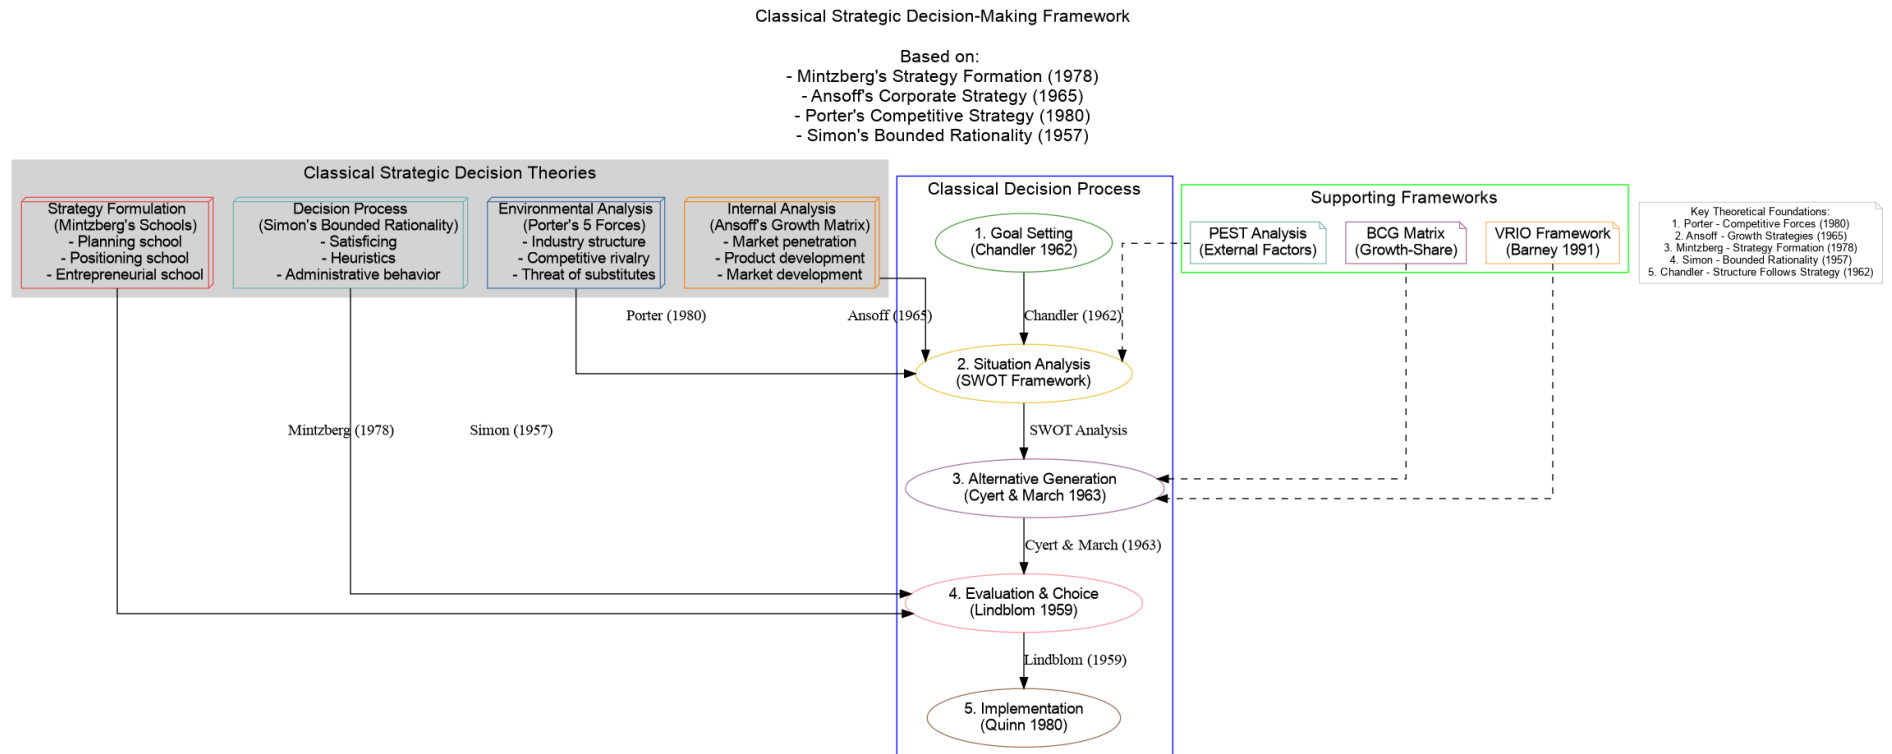 Classical Strategic Decision-Making Framework
Based on:
- Mintzberg's Strategy Formation (1978)
- Ansoff's Corporate Strategy (1965)
- Porter's Competitive Strategy (1980)
- Simon's Bounded Rationality (1957)
Classical Strategic Decision Theories
Strategy Formulation
(Mintzberg's Schools)
- Planning school
- Positioning school
- Entrepreneurial school
Decision Process
(Simon's Bounded Rationality)
- Satisficing
- Heuristics
- Administrative behavior
Environmental Analysis
(Porter's 5 Forces)
- Industry structure
- Competitive rivalry
- Threat of substitutes
Internal Analysis
(Ansoff's Growth Matrix)
- Market penetration
- Product development
- Market development
Classical Decision Process
1. Goal Setting
(Chandler 1962)
Supporting Frameworks
PEST Analysis
(External Factors)
BCG Matrix
(Growth-Share)
VRIO Framework
(Barney 1991)
Key Theoretical Foundations:
1. Porter - Competitive Forces (1980)
2. Ansoff - Growth Strategies (1965)
3. Mintzberg - Strategy Formation (1978)
4. Simon - Bounded Rationality (1957)
5. Chandler - Structure Follows Strategy (1962)
Porter (1980)
Ansoff (1965)
Chandler (1962)
2. Situation Analysis
(SWOT Framework)
Mintzberg (1978)
Simon (1957)
SWOT Analysis
3. Alternative Generation
(Cyert & March 1963)
Cyert & March (1963)
4. Evaluation & Choice
(Lindblom 1959)
Lindblom (1959)
5. Implementation
(Quinn 1980)